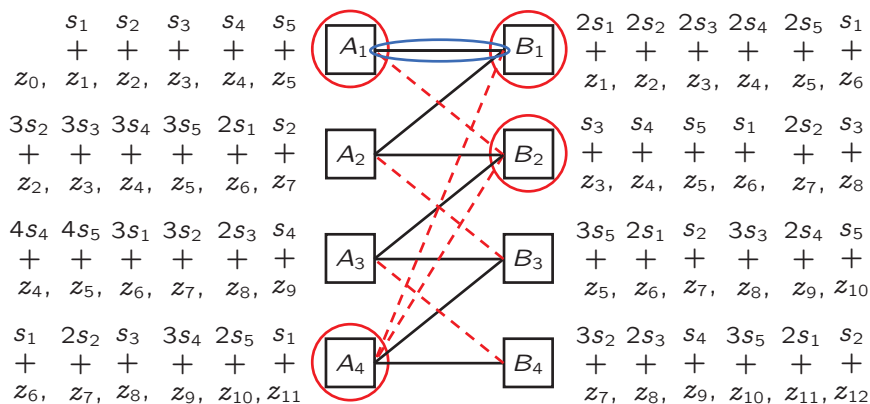 s₁ s₂ s₃ s₄ s₅ 2s₁ 2s₂ 2s₃ 2s₄ 2s₅ s₁
+ + + + + A₁ B₁ + + + + + +
z₀, z₁, z₂, z₃, z₄, z₅ z₁, z₂, z₃, z₄, z₅, z₆
3s₂ 3s₃ 3s₄ 3s₅ 2s₁ s₂ s₃ s₄ s₅ s₁ 2s₂ s₃
+ + + + + + A₂ B₂ + + + + + +
z₂, z₃, z₄, z₅, z₆, z₇ z₃, z₄, z₅, z₆, z₇, z₈
4s₄ 4s₅ 3s₁ 3s₂ 2s₃ s₄ 3s₅ 2s₁ s₂ 3s₃ 2s₄ s₅
+ + + + + + A₃ B₃ + + + + + +
z₄, z₅, z₆, z₇, z₈, z₉ z₅, z₆, z₇, z₈, z₉, z₁₀
s₁ 2s₂ s₃ 3s₄ 2s₅ s₁ 3s₂ 2s₃ s₄ 3s₅ 2s₁ s₂
+ + + + + + A₄ B₄ + + + + + +
z₆, z₇, z₈, z₉, z₁₀, z₁₁ z₇, z₈, z₉, z₁₀, z₁₁, z₁₂